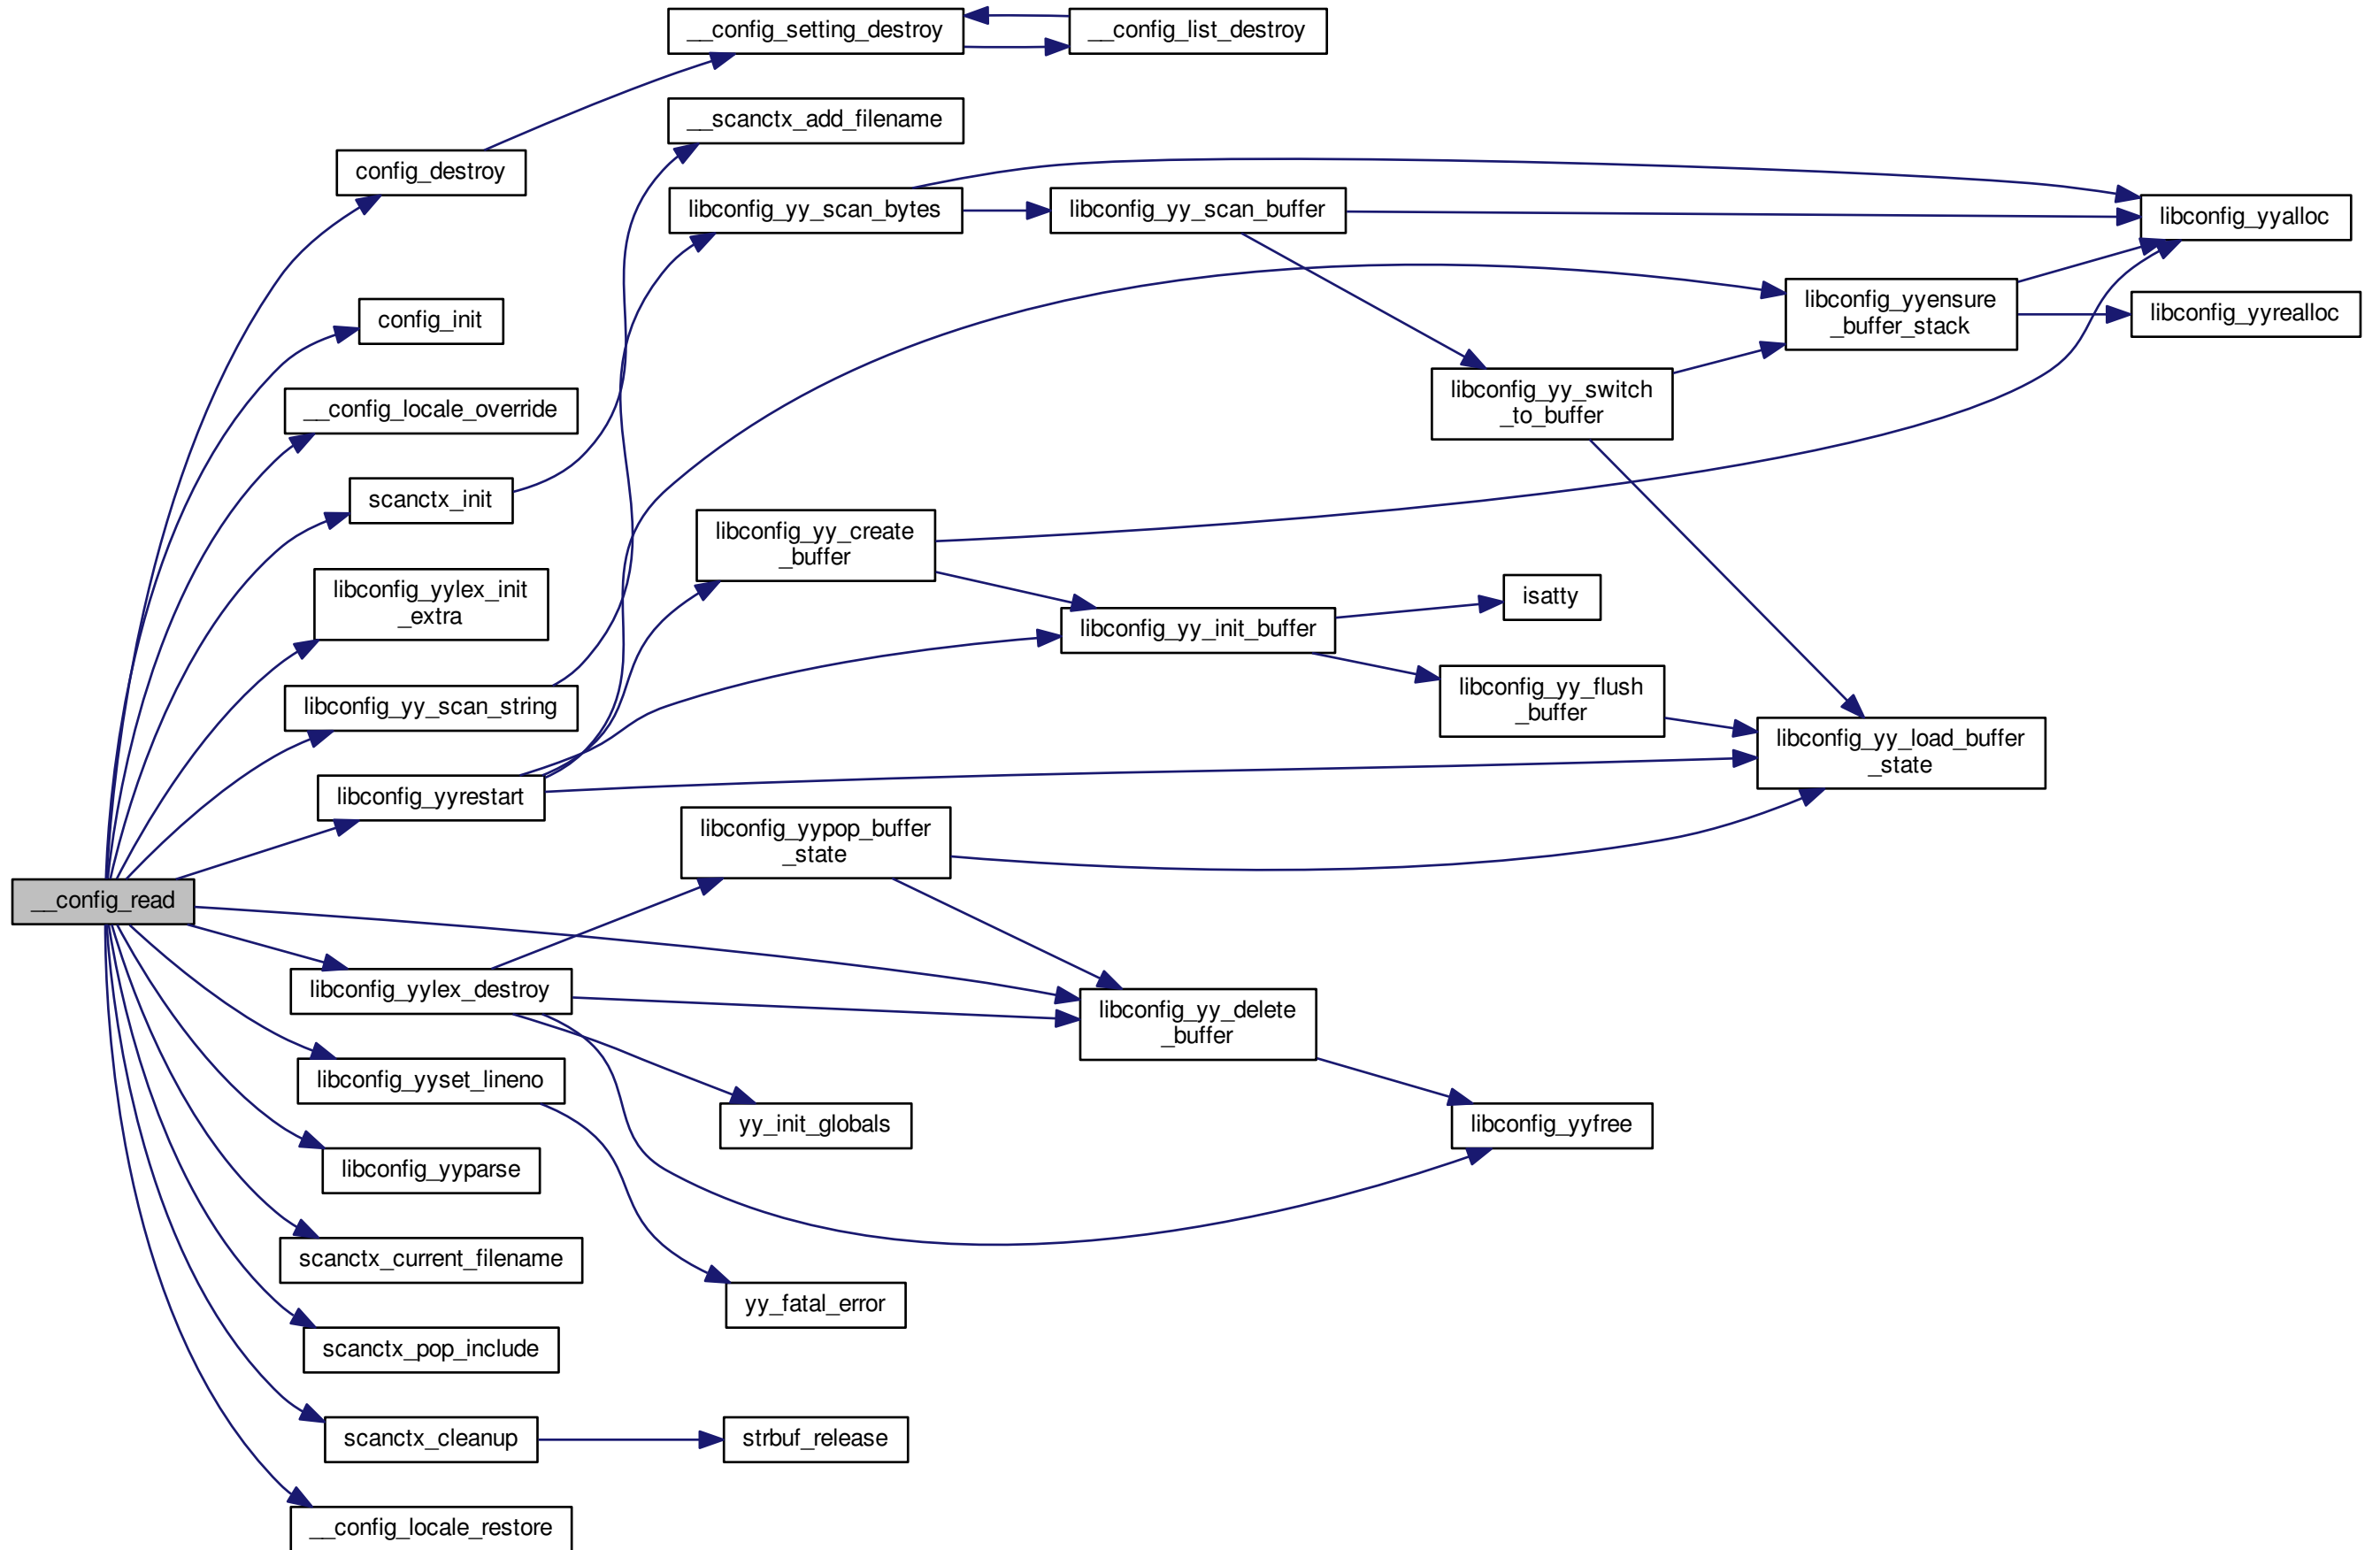 __config_setting_destroy
__config_list_destroy
__scanctx_add_filename
config_destroy
libconfig_yy_scan_bytes
libconfig_yy_scan_buffer
libconfig_yyalloc
config_init
libconfig_yyensure
_buffer_stack
libconfig_yyrealloc
__config_locale_override
libconfig_yy_switch
_to_buffer
scanctx_init
libconfig_yy_create
_buffer
libconfig_yylex_init
_extra
libconfig_yy_init_buffer
isatty
libconfig_yy_scan_string
libconfig_yy_flush
_buffer
libconfig_yy_load_buffer
_state
libconfig_yyrestart
libconfig_yypop_buffer
_state
__config_read
libconfig_yylex_destroy
libconfig_yy_delete
_buffer
libconfig_yyset_lineno
yy_init_globals
libconfig_yyfree
libconfig_yyparse
scanctx_current_filename
yy_fatal_error
scanctx_pop_include
scanctx_cleanup
strbuf_release
__config_locale_restore